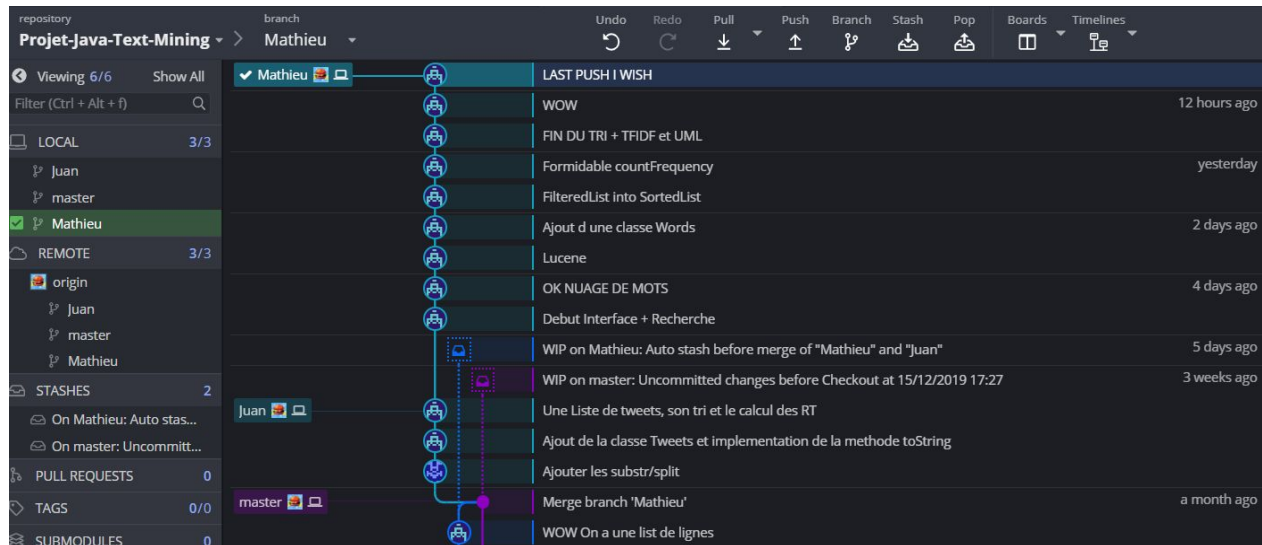 repository
Projet-Java-Text-Mining
branch
Mathieu
Undo
Redo
Pull
Push
Branch
Stash
Pop
Boards
Timelines
Viewing 6/6
Show All
Filter (Ctrl + Alt + f)
LOCAL 3/3
Juan
master
Mathieu
REMOTE 3/3
origin
Juan
master
Mathieu
STASHES 2
On Mathieu: Auto stas...
On master: Uncommitt...
PULL REQUESTS 0
TAGS 0/0
SUBMODULES 0
Mathieu LAST PUSH I WISH
WOW 12 hours ago
FIN DU TRI + TFIDF et UML
Formidable countFrequency yesterday
FilteredList into SortedList
Ajout d une classe Words 2 days ago
Lucene
OK NUAGE DE MOTS 4 days ago
Debut Interface + Recherche
WIP on Mathieu: Auto stash before merge of "Mathieu" and "Juan" 5 days ago
WIP on master: Uncommitted changes before Checkout at 15/12/2019 17:27 3 weeks ago
Juan Une Liste de tweets, son tri et le calcul des RT
Ajout de la classe Tweets et implementation de la methode toString
Ajouter les substr/split
master Merge branch 'Mathieu' a month ago
WOW On a une list de lignes